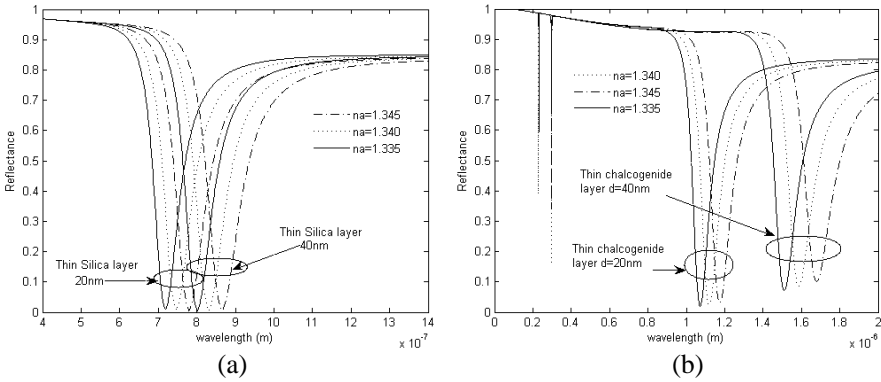 1
0.9
0.8
0.7
0.6
0.5
0.4
0.3
0.2
0.1
0
Reflectance
na=1.345
na=1.340
na=1.335
Thin Silica layer
40nm
Thin Silica layer
20nm
4 5 6 7 8 9 10 11 12 13 14
wavelength (m)
x 10⁻⁷
(a)
1
0.9
0.8
0.7
0.6
0.5
0.4
0.3
0.2
0.1
0
Reflectance
na=1.340
na=1.345
na=1.335
Thin chalcogenide
layer d=40nm
Thin chalcogenide
layer d=20nm
0 0.2 0.4 0.6 0.8 1 1.2 1.4 1.6 1.8 2
wavelength (m)
x 10⁻⁶
(b)